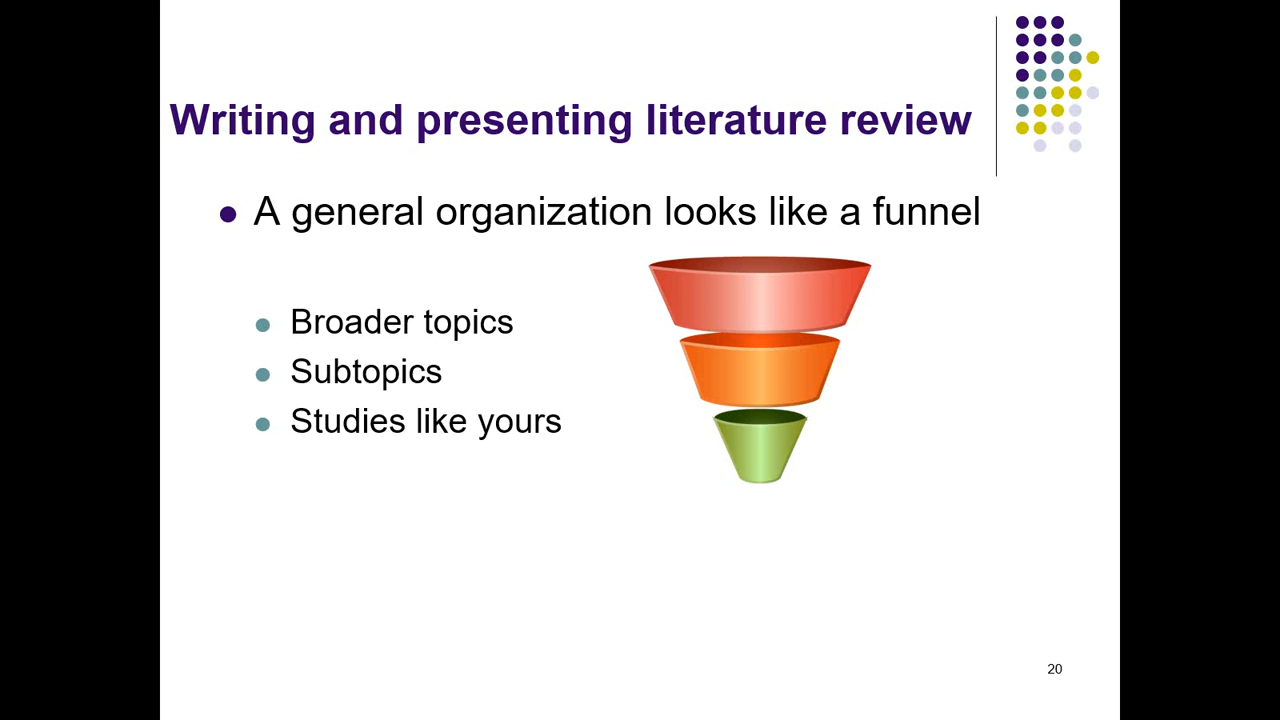 Writing and presenting literature review
A general organization looks like a funnel
Broader topics
Subtopics
Studies like yours
20